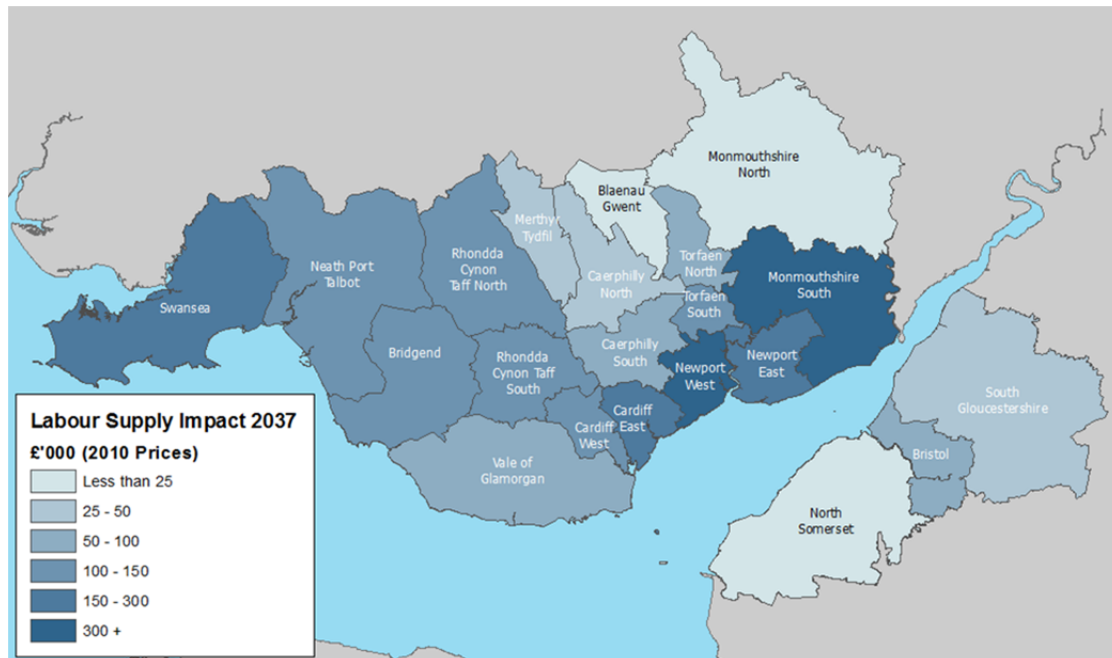 Monmouthshire
North
Blaenau
Gwent
Merthyr
Tydfil
Rhondda
Cynon
Taff North
Neath Port
Talbot
Caerphilly
North
Torfaen
North
Monmouthshire
South
Swansea
Torfaen
South
Bridgend
Rhondda
Cynon Taff
South
Caerphilly
South
Newport
West
Newport
East
South
Gloucestershire
Cardiff
East
Cardiff
West
Vale of
Glamorgan
Bristol
North
Somerset
Labour Supply Impact 2037
£'000 (2010 Prices)
Less than 25
25 - 50
50 - 100
100 - 150
150 - 300
300 +